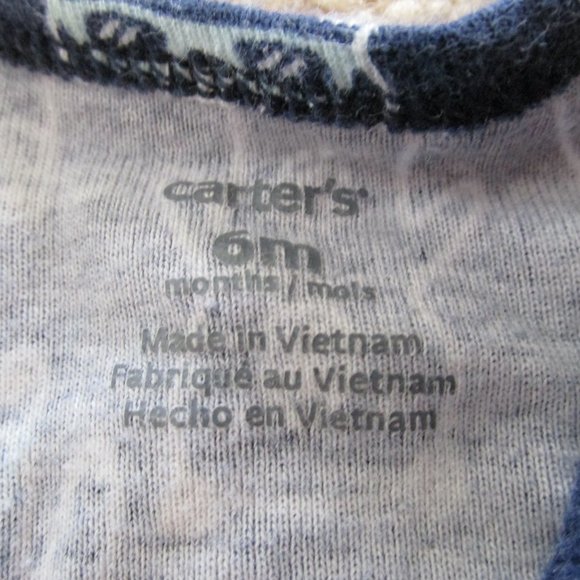 carter's
6m
months / mois
Made in Vietnam
Fabriqué au Vietnam
Hecho en Vietnam